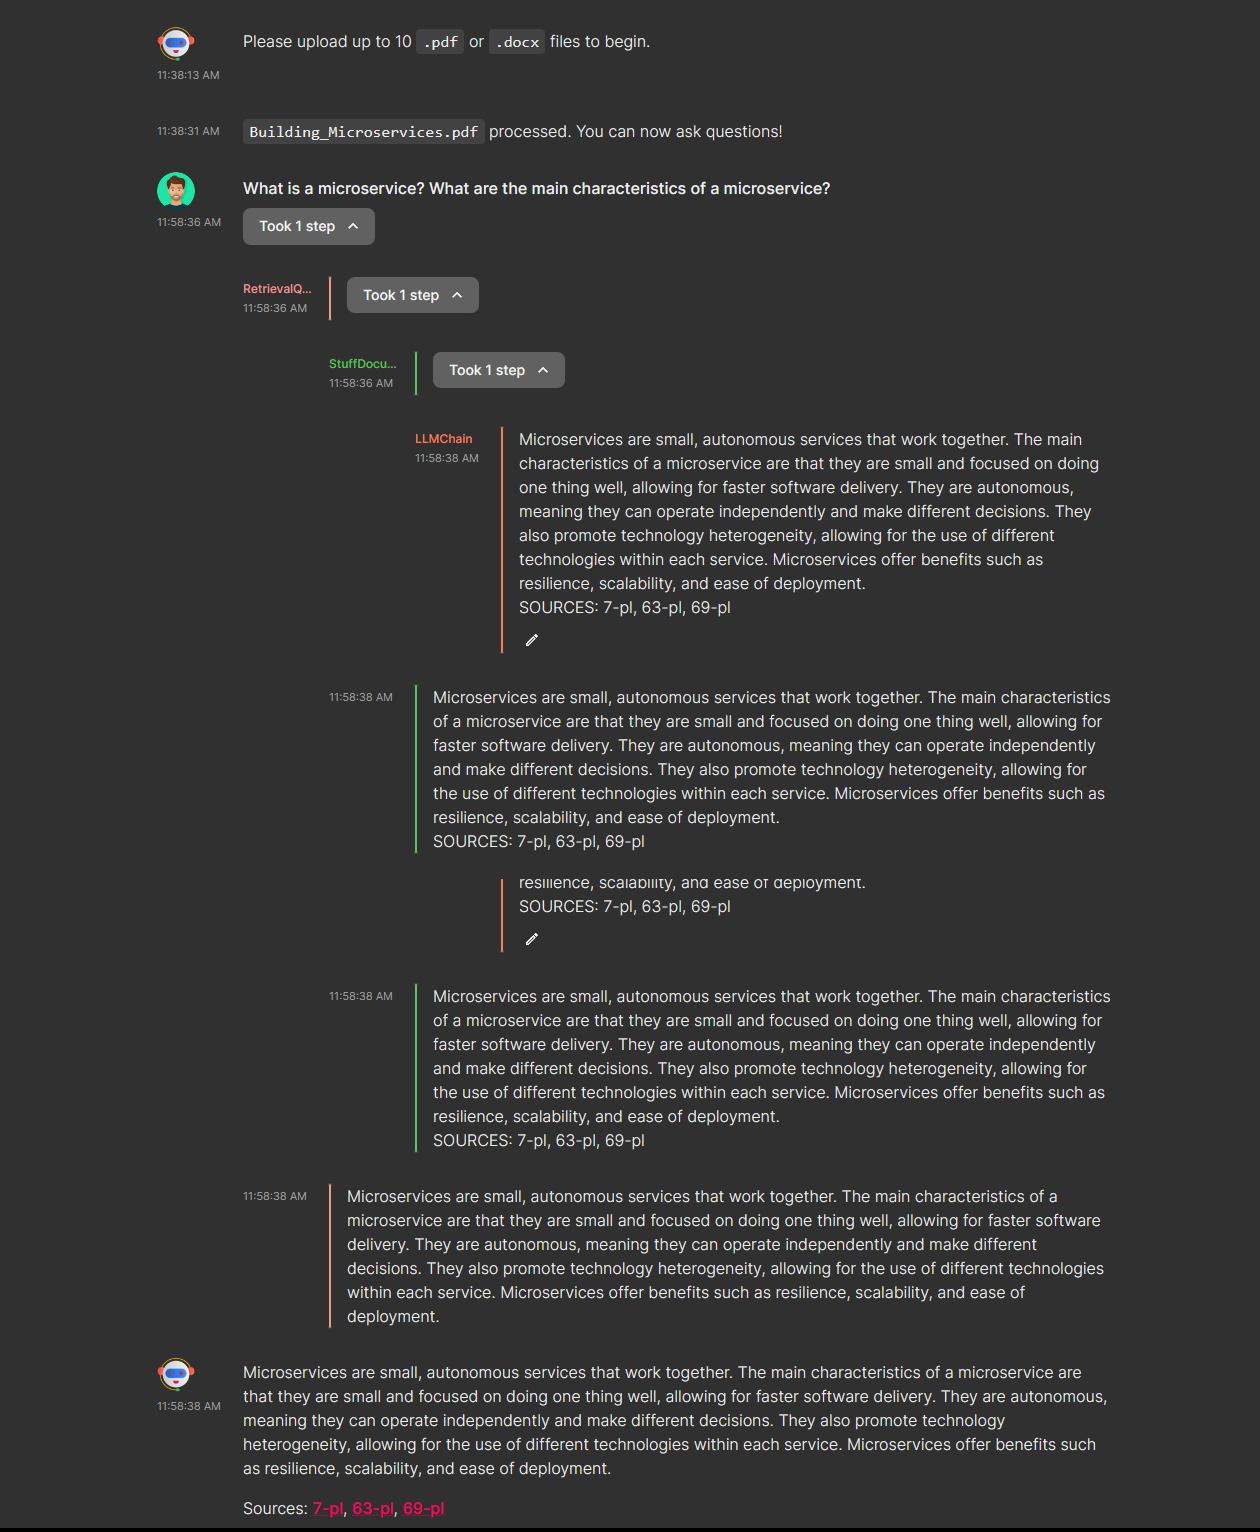 Please upload up to 10 .pdf or .docx files to begin.
11:38:13 AM
11:38:31 AM
Building_Microservices.pdf processed. You can now ask questions!
What is a microservice? What are the main characteristics of a microservice?
11:58:36 AM
Took 1 step
RetrievalQ...
11:58:36 AM
Took 1 step
StuffDocu...
11:58:36 AM
Took 1 step
LLMChain
11:58:38 AM
Microservices are small, autonomous services that work together. The main
characteristics of a microservice are that they are small and focused on doing
one thing well, allowing for faster software delivery. They are autonomous,
meaning they can operate independently and make different decisions. They
also promote technology heterogeneity, allowing for the use of different
technologies within each service. Microservices offer benefits such as
resilience, scalability, and ease of deployment.
SOURCES: 7-pl, 63-pl, 69-pl
11:58:38 AM
Microservices are small, autonomous services that work together. The main characteristics
of a microservice are that they are small and focused on doing one thing well, allowing for
faster software delivery. They are autonomous, meaning they can operate independently
and make different decisions. They also promote technology heterogeneity, allowing for
the use of different technologies within each service. Microservices offer benefits such as
resilience, scalability, and ease of deployment.
SOURCES: 7-pl, 63-pl, 69-pl
resilience, scalability, and ease of deployment.
SOURCES: 7-pl, 63-pl, 69-pl
11:58:38 AM
Microservices are small, autonomous services that work together. The main characteristics
of a microservice are that they are small and focused on doing one thing well, allowing for
faster software delivery. They are autonomous, meaning they can operate independently
and make different decisions. They also promote technology heterogeneity, allowing for
the use of different technologies within each service. Microservices offer benefits such as
resilience, scalability, and ease of deployment.
SOURCES: 7-pl, 63-pl, 69-pl
11:58:38 AM
Microservices are small, autonomous services that work together. The main characteristics of a
microservice are that they are small and focused on doing one thing well, allowing for faster software
delivery. They are autonomous, meaning they can operate independently and make different
decisions. They also promote technology heterogeneity, allowing for the use of different technologies
within each service. Microservices offer benefits such as resilience, scalability, and ease of
deployment.
11:58:38 AM
Microservices are small, autonomous services that work together. The main characteristics of a microservice are
that they are small and focused on doing one thing well, allowing for faster software delivery. They are autonomous,
meaning they can operate independently and make different decisions. They also promote technology
heterogeneity, allowing for the use of different technologies within each service. Microservices offer benefits such
as resilience, scalability, and ease of deployment.
Sources: 7-pl, 63-pl, 69-pl